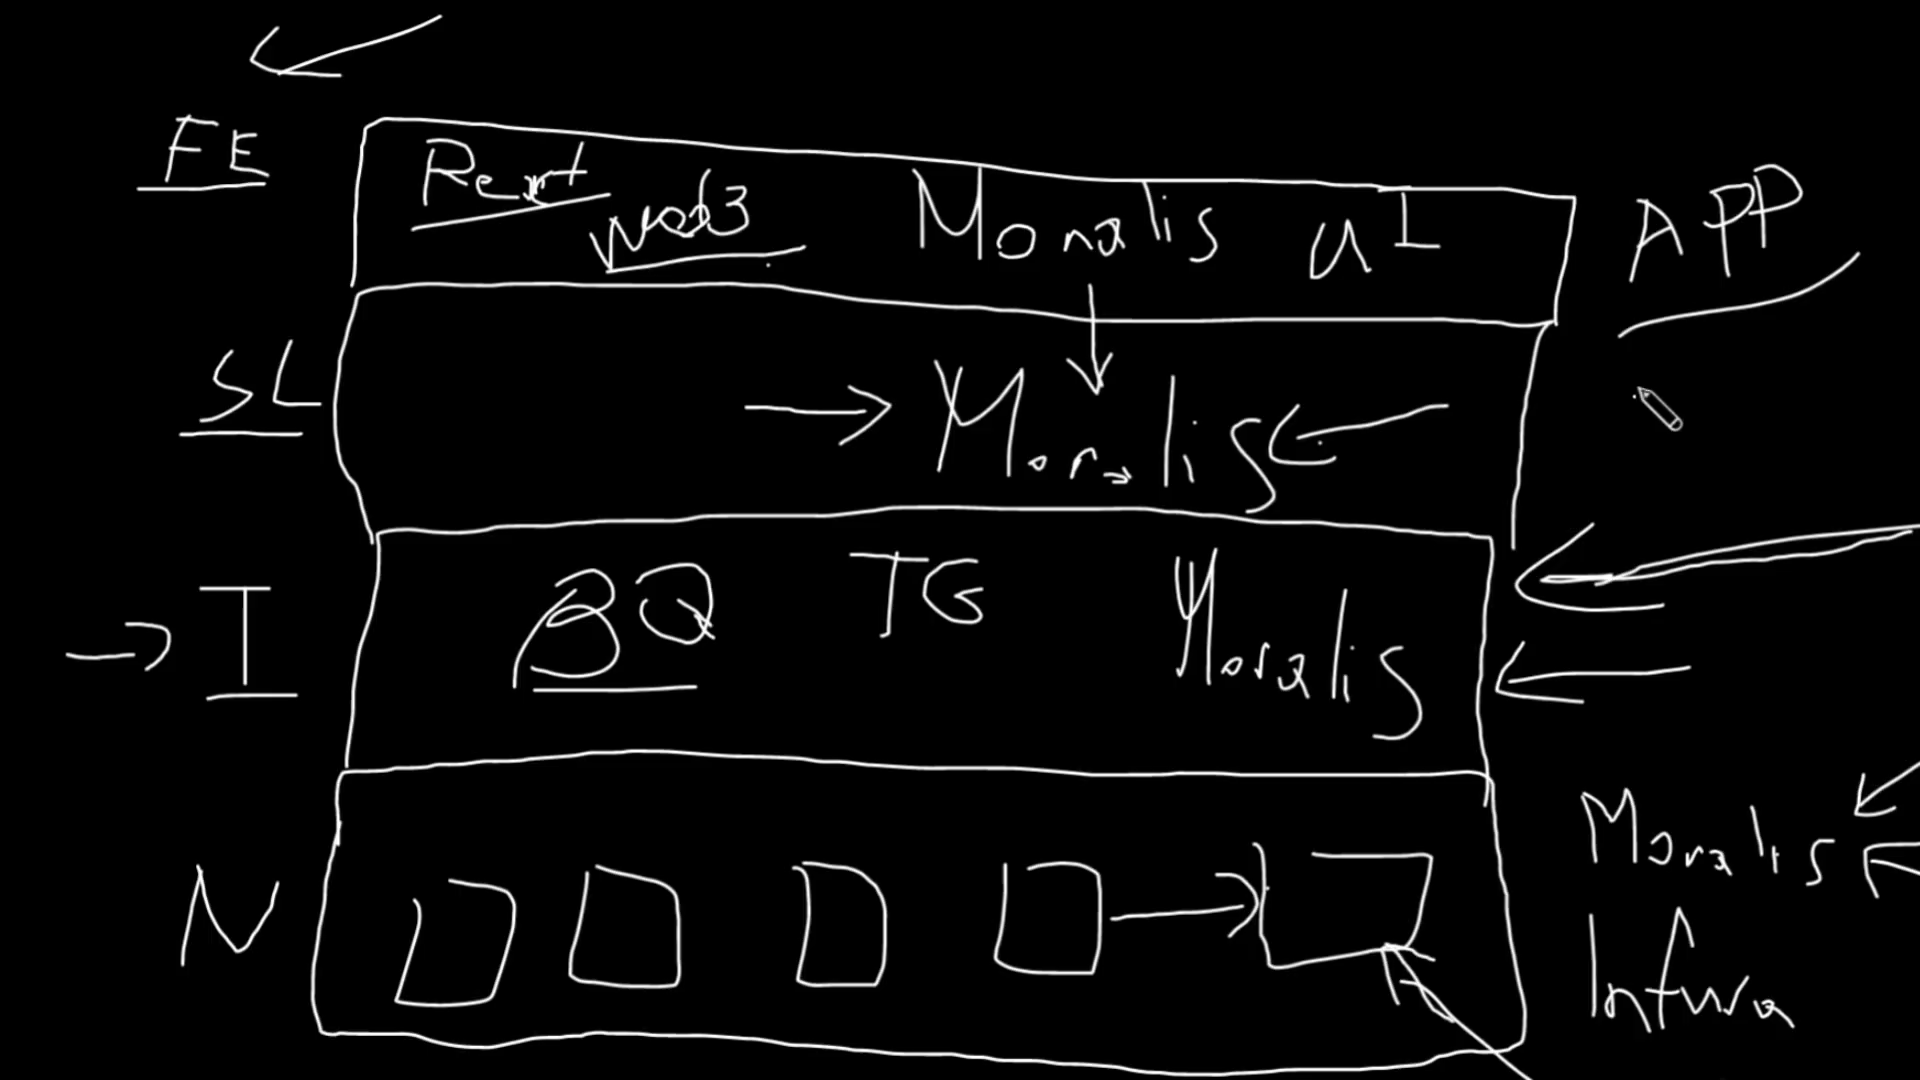 FE React web3 Moralis UI APP
SL Moralis
I BQ TG Moralis
N Moralis
Infura